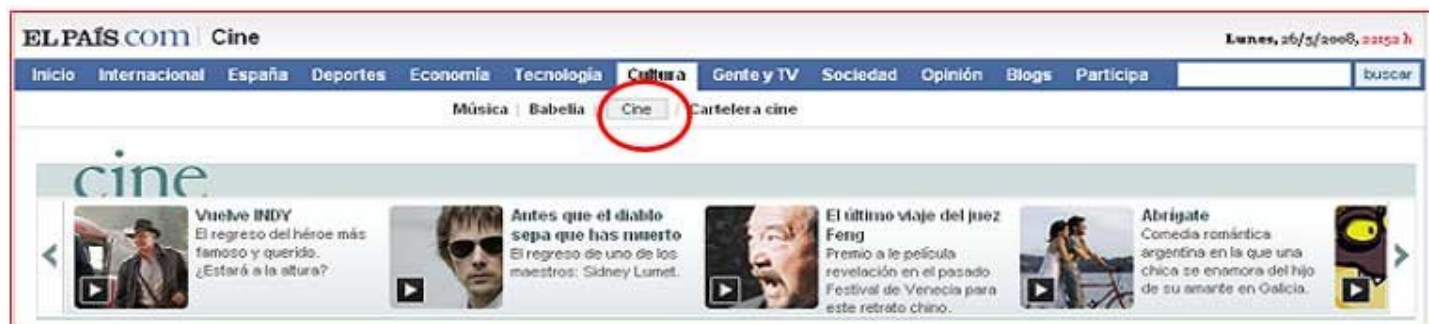 EL PAÍS.com | Cine
Lunes, 26/5/2008, 22:52 h
Inicio Internacional España Deportes Economía Tecnología Cultura Gente y TV Sociedad Opinión Blogs Participa buscar
Música | Babelia | Cine / Cartelera cine
cine
Vuelve INDY
El regreso del héroe más
famoso y querido.
¿Estará a la altura?
Antes que el diablo
sepa que has muerto
El regreso de uno de los
maestros: Sidney Lumet.
El último viaje del juez
Feng
Premio a le película
revelación en el pasado
Festival de Venecia para
este retrato chino.
Abrígate
Comedia romántica
argentina en la que una
chica se enamora del hijo
de su amante en Galicia.